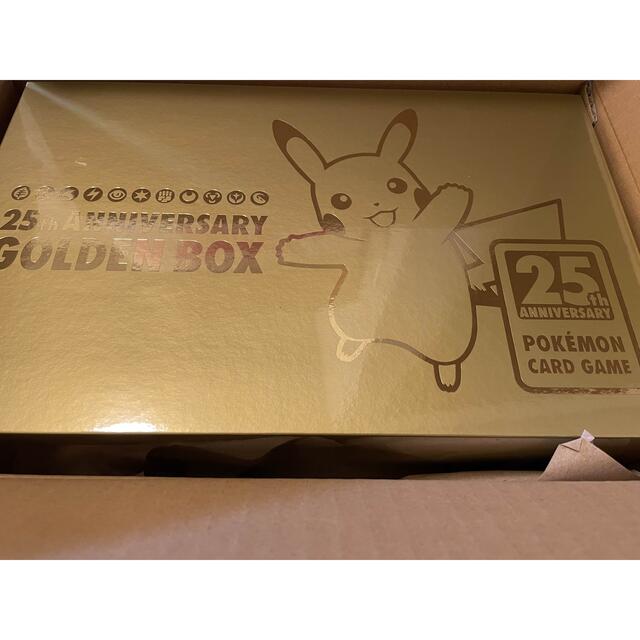 25th ANNIVERSARY
GOLDEN BOX
25th
ANNIVERSARY
POKÉMON
CARD GAME